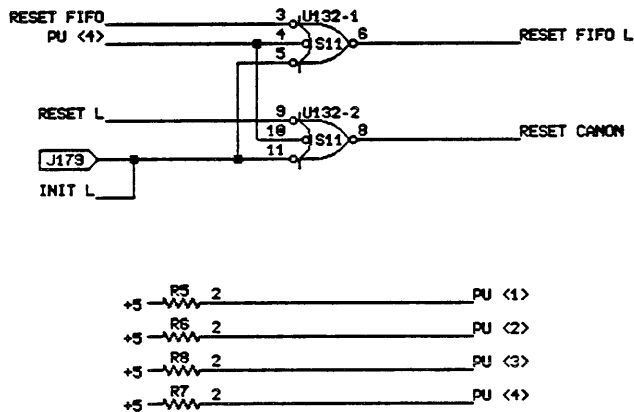 RESET FIFO 3 U132-1
PU <4> 4 S11 6 RESET FIFO L
5
RESET L 9 U132-2
10 S11 8 RESET CANON
J179 11
INIT L
+5 R5 2 PU <1>
+5 R6 2 PU <2>
+5 R8 2 PU <3>
+5 R7 2 PU <4>